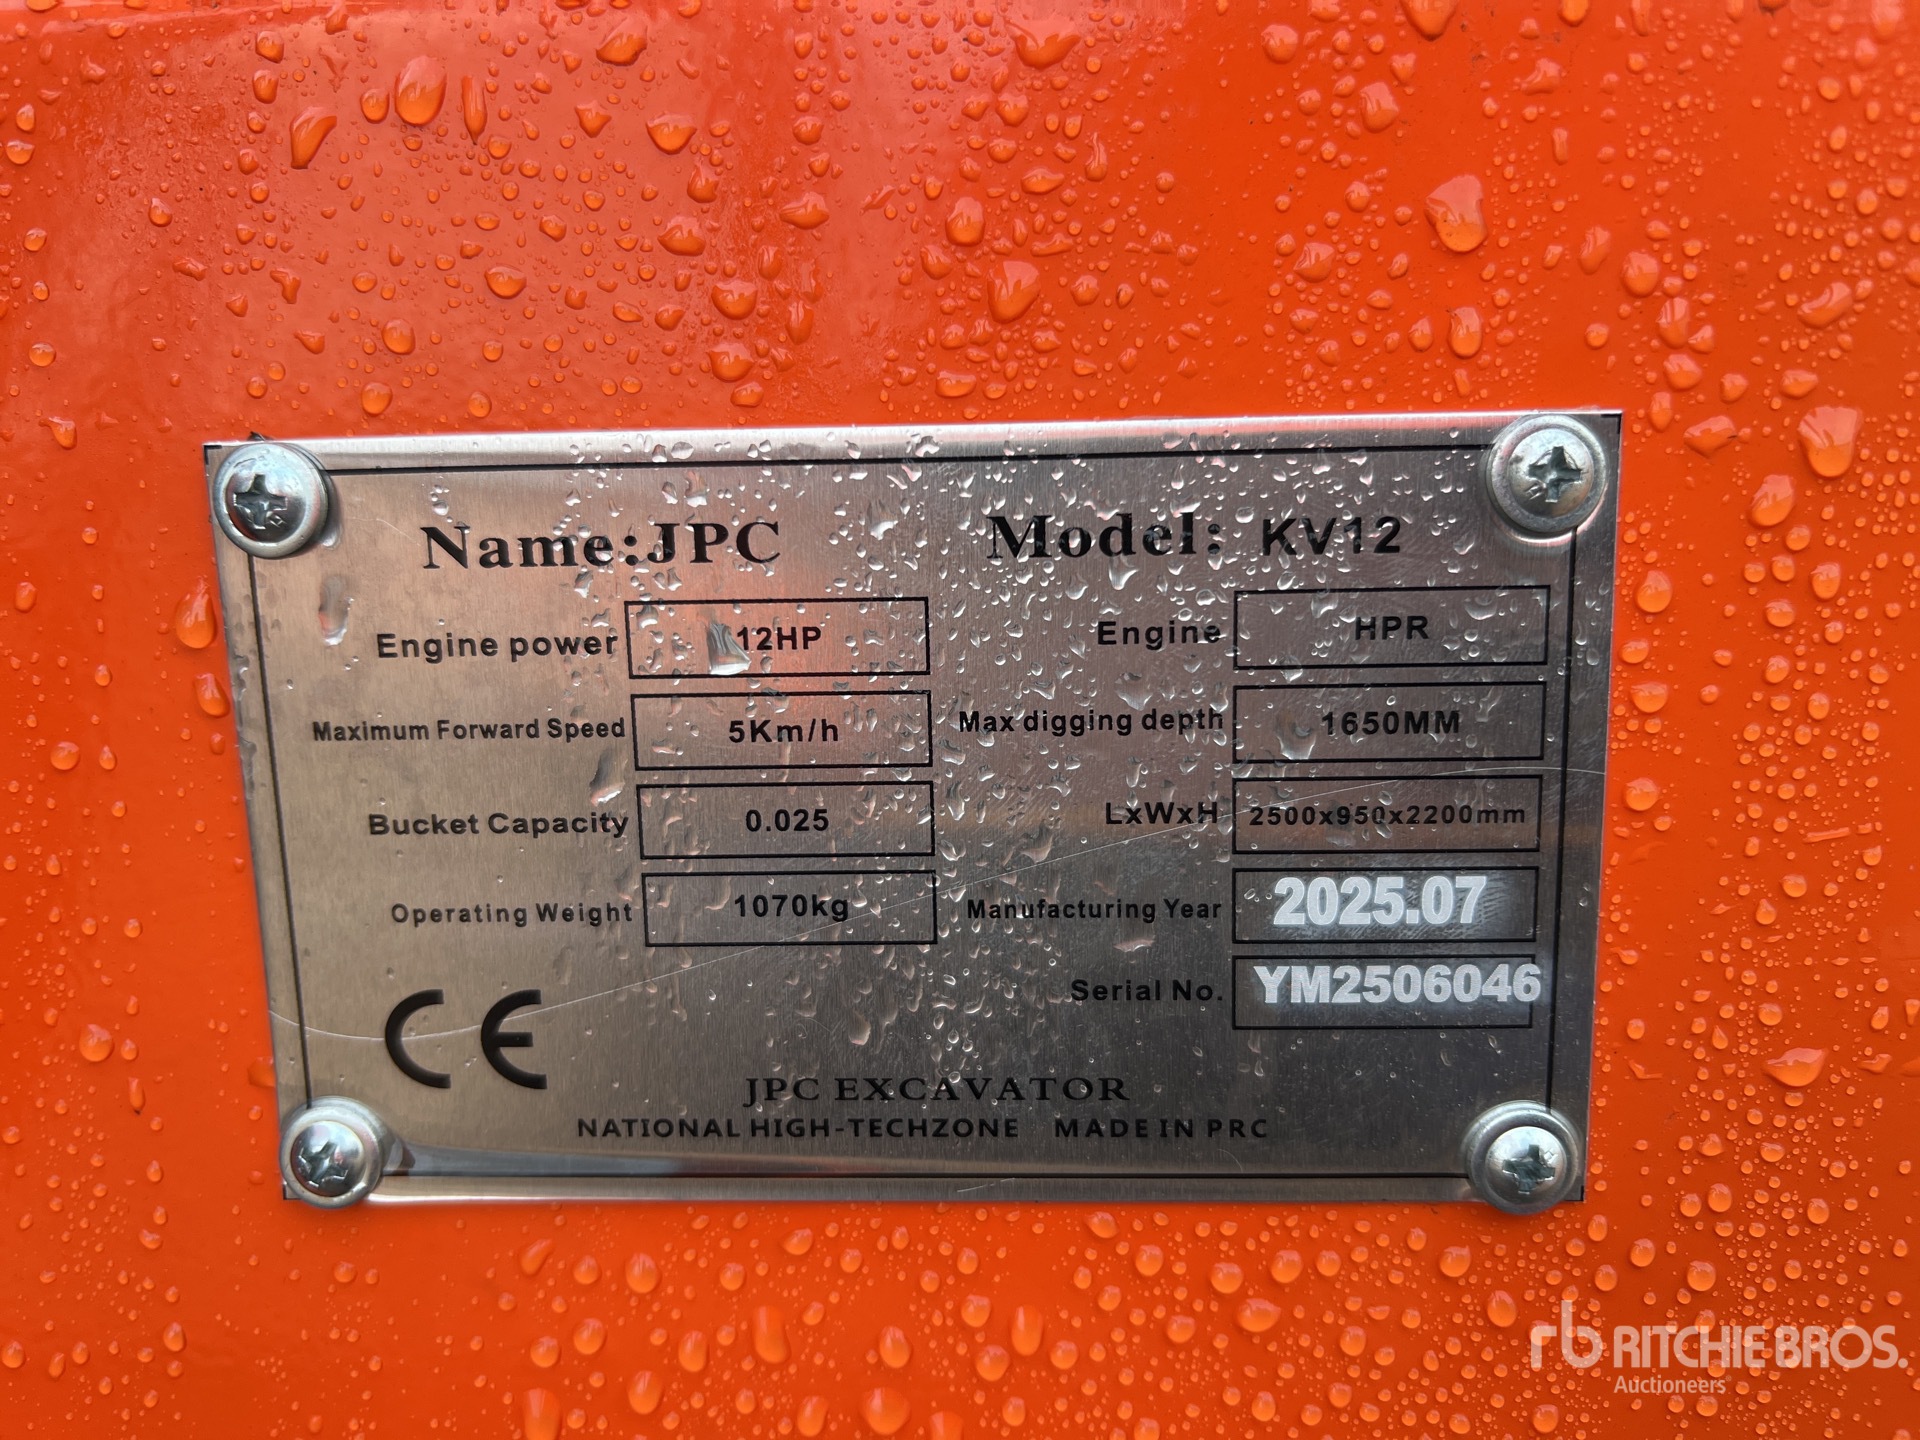 Name:JPC Model: KV12
Engine power 12HP Engine HPR
Maximum Forward Speed 5Km/h Max digging depth 1650MM
Bucket Capacity 0.025 LxWxH 2500x950x2200mm
Operating Weight 1070kg Manufacturing Year 2025.07
Serial No. YM2506046
CE
JPC EXCAVATOR
NATIONAL HIGH-TECHZONE MADE IN PRC
rb RITCHIE BROS.
Auctioneers